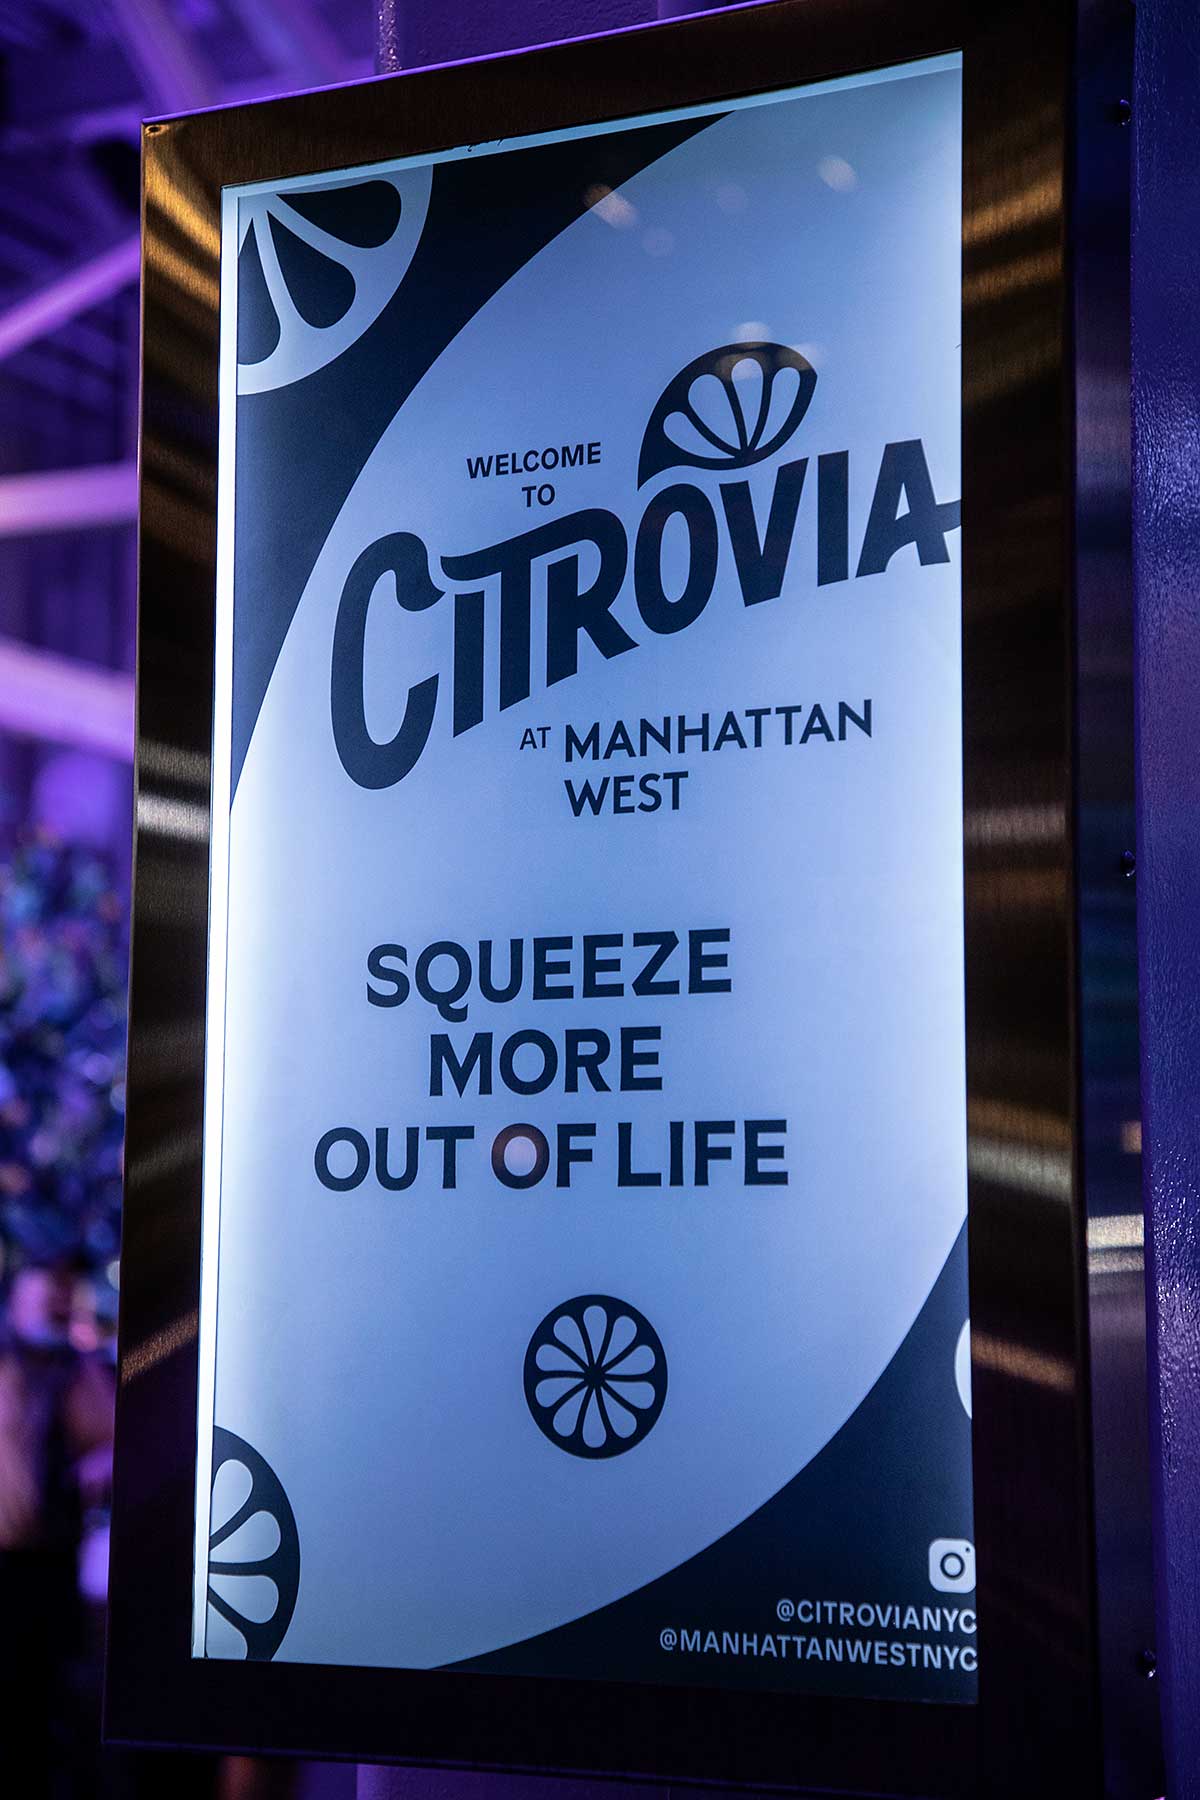 WELCOME
TO
CITROVIA
AT MANHATTAN
WEST
SQUEEZE
MORE
OUT OF LIFE
@CITROVIANYC
@MANHATTANWESTNYC